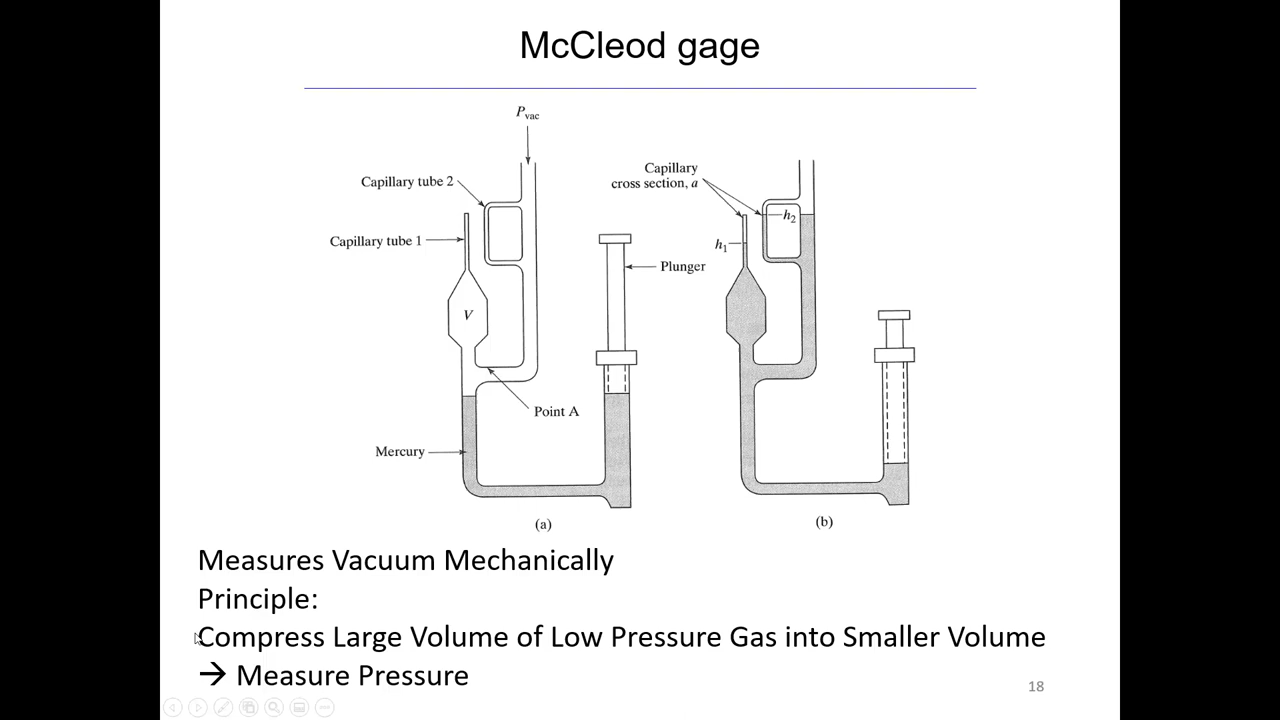 McCleod gage
Pvac
Capillary tube 2
Capillary tube 1
V
Point A
Mercury
Plunger
(a)
Capillary
cross section, a
h2
h1
(b)
Measures Vacuum Mechanically
Principle:
Compress Large Volume of Low Pressure Gas into Smaller Volume
→ Measure Pressure
18